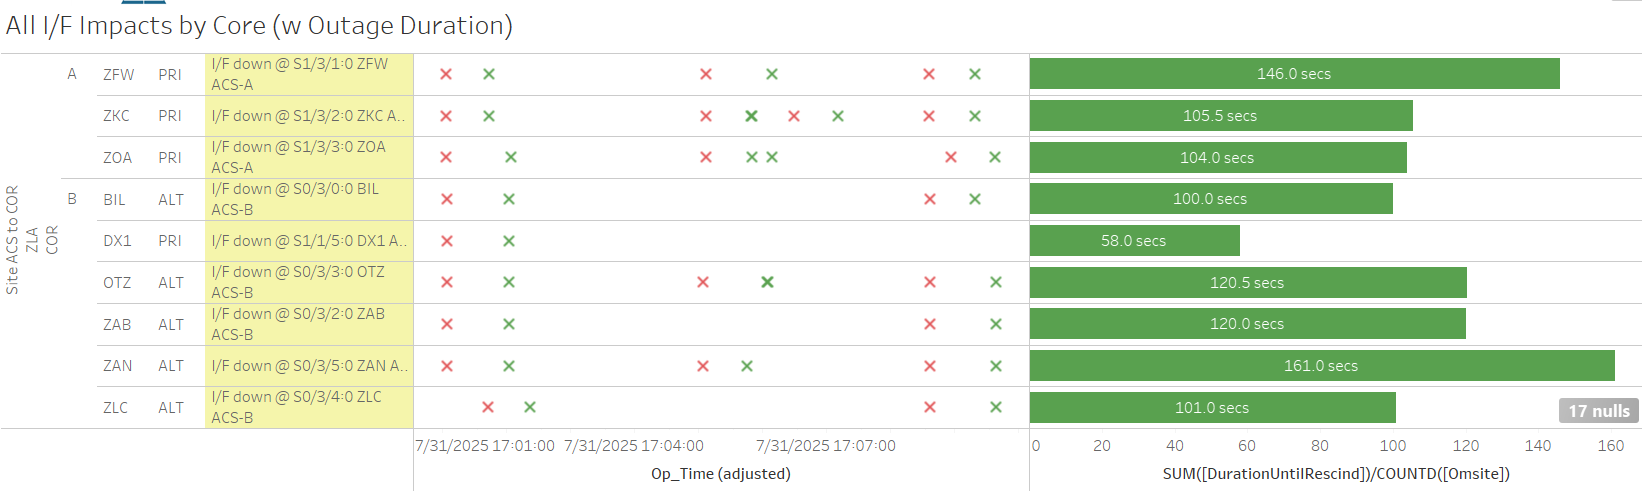 All I/F Impacts by Core (w Outage Duration)
Site ACS to COR
ZLA
COR
A
ZFW PRI I/F down @ S1/3/1:0 ZFW
ACS-A
146.0 secs
ZKC PRI I/F down @ S1/3/2:0 ZKC A..
105.5 secs
ZOA PRI I/F down @ S1/3/3:0 ZOA
ACS-A
104.0 secs
B
BIL ALT I/F down @ S0/3/0:0 BIL
ACS-B
100.0 secs
DX1 PRI I/F down @ S1/1/5:0 DX1 A..
58.0 secs
OTZ ALT I/F down @ S0/3/3:0 OTZ
ACS-B
120.5 secs
ZAB ALT I/F down @ S0/3/2:0 ZAB
ACS-B
120.0 secs
ZAN ALT I/F down @ S0/3/5:0 ZAN A..
161.0 secs
ZLC ALT I/F down @ S0/3/4:0 ZLC
ACS-B
101.0 secs
17 nulls
7/31/2025 17:01:00 7/31/2025 17:04:00 7/31/2025 17:07:00
0 20 40 60 80 100 120 140 160
Op_Time (adjusted)
SUM([DurationUntilRescind])/COUNTD([Omsite])